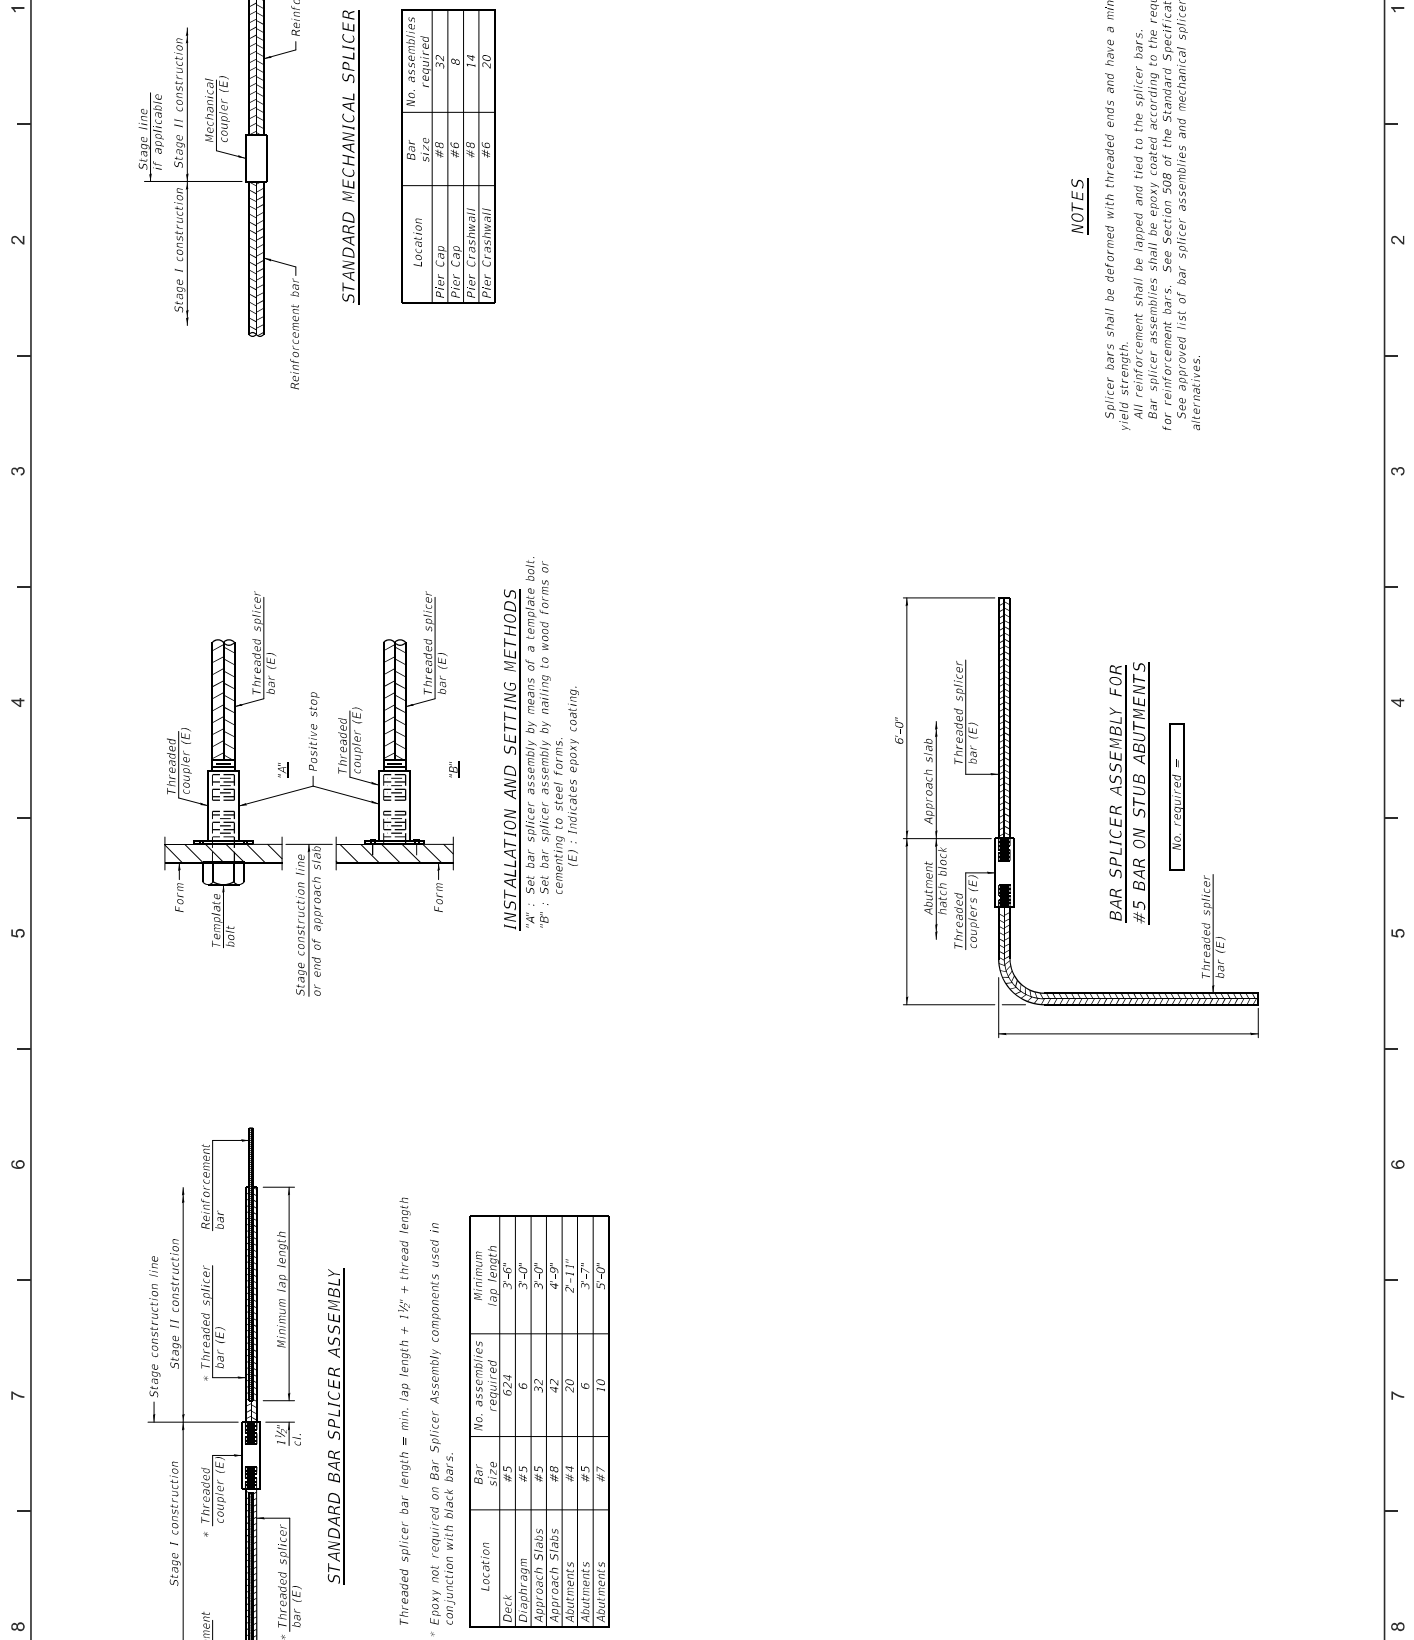 Stage construction line
Stage I construction
Stage II construction
* Threaded
coupler (E)
* Threaded splicer
bar (E)
Reinforcement
bar
* Threaded splicer
bar (E)
1½"
cl.
Minimum lap length
STANDARD BAR SPLICER ASSEMBLY
Threaded splicer bar length = min. lap length + 1½" + thread length
* Epoxy not required on Bar Splicer Assembly components used in
conjunction with black bars.
Location Bar size No. assemblies required Minimum lap length
Deck #5 624 3'-6"
Diaphragm #5 6 3'-0"
Approach Slabs #5 32 3'-0"
Approach Slabs #8 42 4'-9"
Abutments #4 20 2'-11"
Abutments #5 6 3'-7"
Abutments #7 10 5'-0"
Form
Template
bolt
Threaded
coupler (E)
Threaded splicer
bar (E)
"A"
Stage construction line
or end of approach slab
Positive stop
Threaded
coupler (E)
Threaded splicer
bar (E)
Form
"B"
INSTALLATION AND SETTING METHODS
"A" : Set bar splicer assembly by means of a template bolt.
"B" : Set bar splicer assembly by nailing to wood forms or
cementing to steel forms.
(E) : Indicates epoxy coating.
Stage line
if applicable
Stage I construction
Stage II construction
Mechanical
coupler (E)
Reinforcement bar
STANDARD MECHANICAL SPLICER
Location Bar size No. assemblies required
Pier Cap #8 32
Pier Cap #6 8
Pier Crashwall #8 14
Pier Crashwall #6 20
6'-0"
Abutment
hatch block
Approach slab
Threaded
couplers (E)
Threaded splicer
bar (E)
Threaded splicer
bar (E)
BAR SPLICER ASSEMBLY FOR
#5 BAR ON STUB ABUTMENTS
No. required =
NOTES
Splicer bars shall be deformed with threaded ends and have a
yield strength.
All reinforcement shall be lapped and tied to the splicer bars.
Bar splicer assemblies shall be epoxy coated according to the
for reinforcement bars. See Section 508 of the Standard
See approved list of bar splicer assemblies and mechanical
alternatives.
8 7 6 5 4 3 2 1
8 7 6 5 4 3 2 1